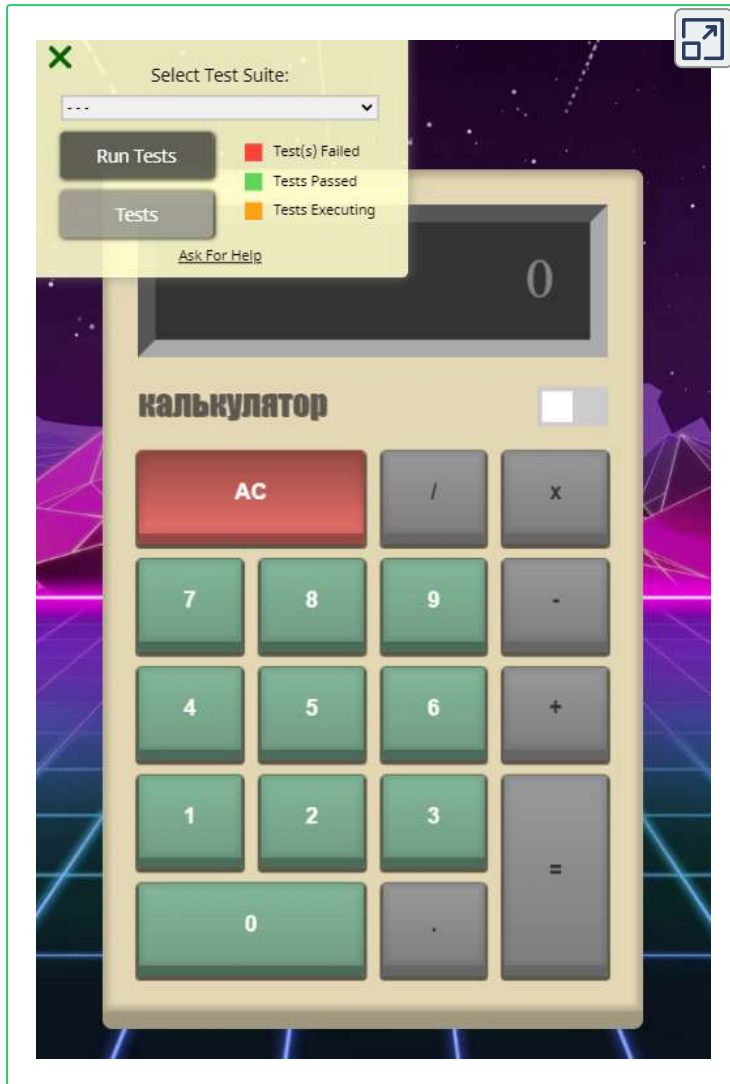 Select Test Suite:
- - -
Run Tests
Test(s) Failed
Tests Passed
Tests
Tests Executing
Ask For Help
0
калькулятор
AC / x
7 8 9 -
4 5 6 +
1 2 3 =
0 .